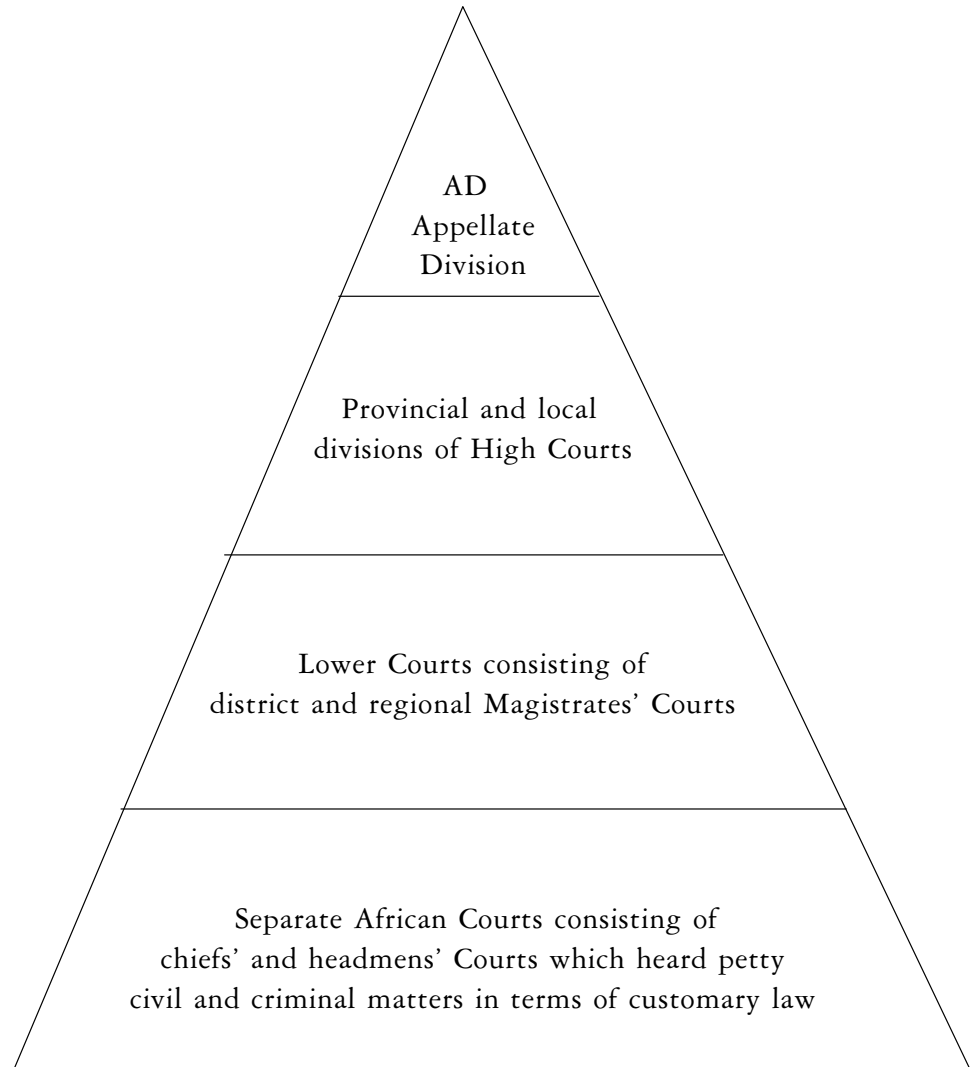 AD
Appellate
Division
Provincial and local
divisions of High Courts
Lower Courts consisting of
district and regional Magistrates’ Courts
Separate African Courts consisting of
chiefs’ and headmens’ Courts which heard petty
civil and criminal matters in terms of customary law